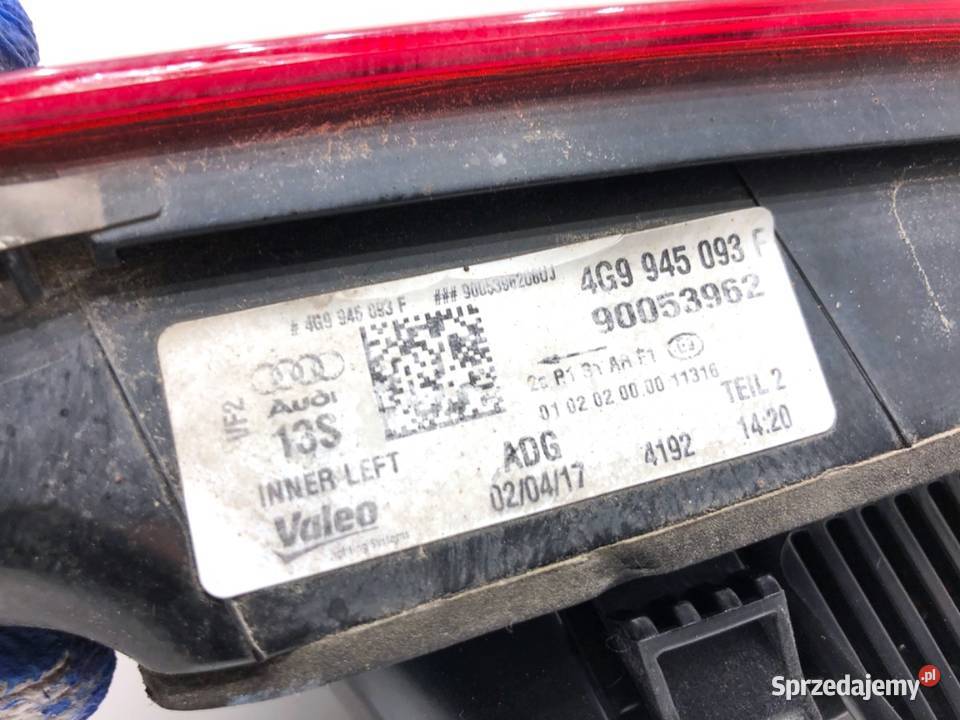 # 4G9 945 093 F ###
4G9 945 093 F
90053962
VF2
Audi
13S
01 02 02 00.00 11316
TEIL 2
INNER LEFT
ADG
4192
14:20
02/04/17
Valeo
Sprzedajemy.pl